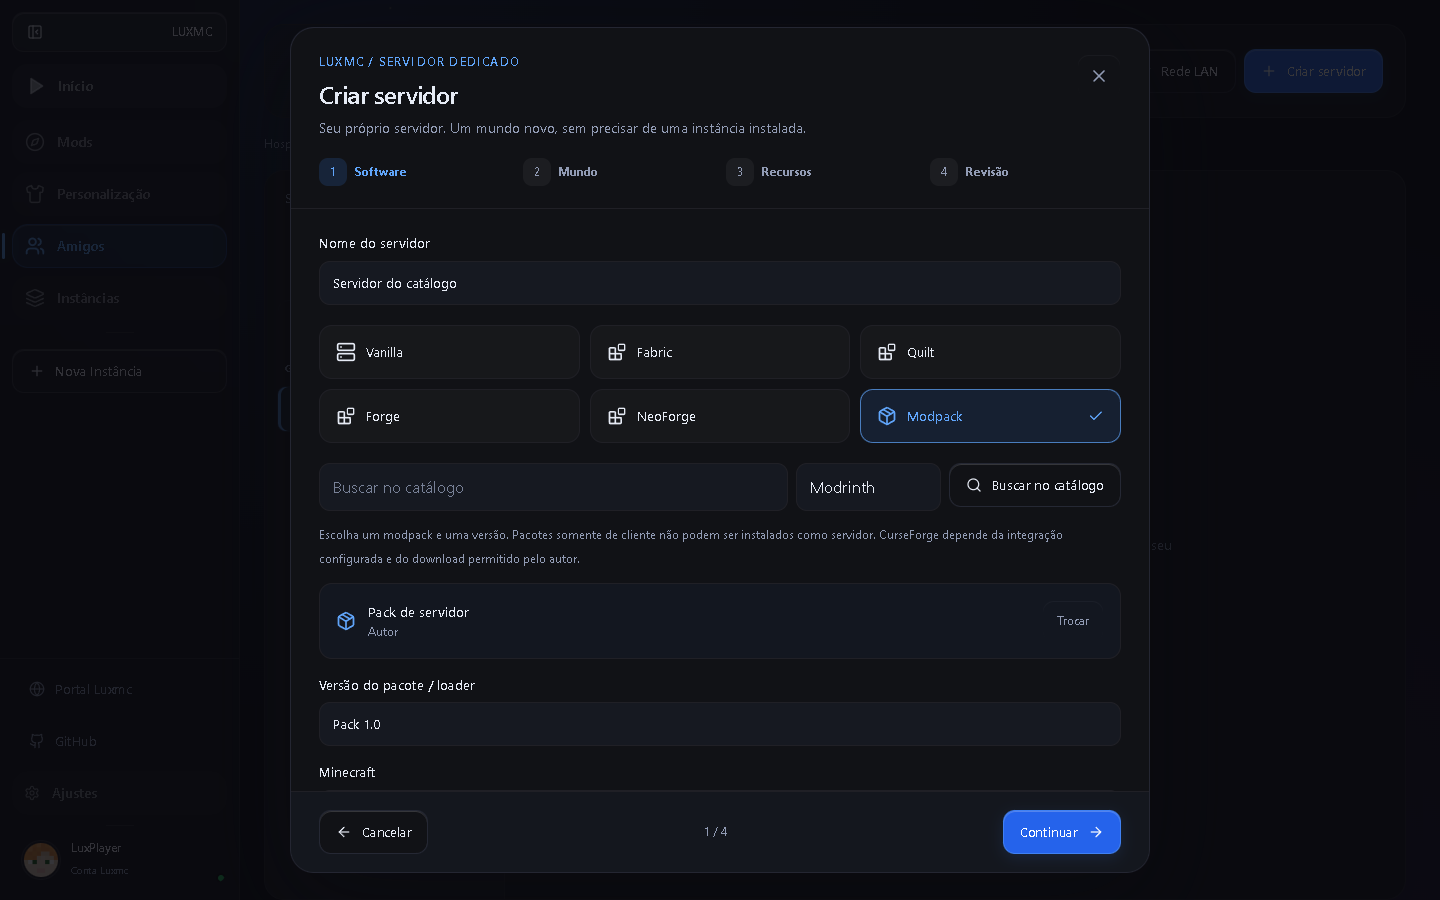 LUXMC
Início
Mods
Personalização
Amigos
Instâncias
Nova Instância
Portal Luxmc
GitHub
Ajustes
LuxPlayer
Conta Luxmc
Rede LAN
Criar servidor
seu
LUXMC / SERVIDOR DEDICADO
Criar servidor
Seu próprio servidor. Um mundo novo, sem precisar de uma instância instalada.
1 Software 2 Mundo 3 Recursos 4 Revisão
Nome do servidor
Servidor do catálogo
Vanilla Fabric Quilt
Forge NeoForge Modpack
Buscar no catálogo Modrinth Buscar no catálogo
Escolha um modpack e uma versão. Pacotes somente de cliente não podem ser instalados como servidor. CurseForge depende da integração
configurada e do download permitido pelo autor.
Pack de servidor
Autor
Trocar
Versão do pacote / loader
Pack 1.0
Minecraft
Cancelar 1 / 4 Continuar